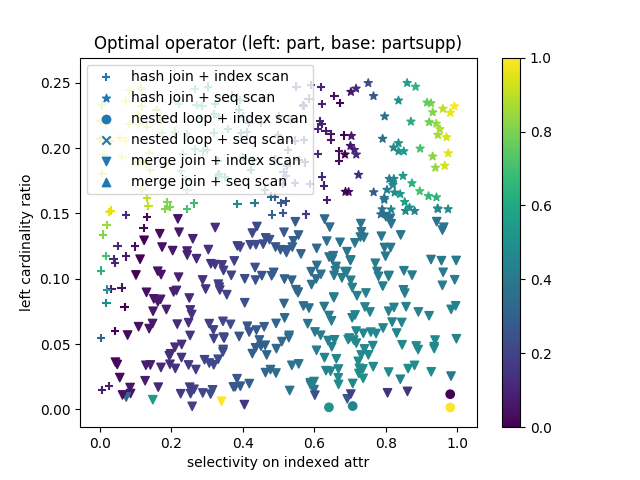 Optimal operator (left: part, base: partsupp)
hash join + index scan
hash join + seq scan
nested loop + index scan
nested loop + seq scan
merge join + index scan
merge join + seq scan
0.25
0.20
0.15
0.10
0.05
0.00
left cardinality ratio
0.0 0.2 0.4 0.6 0.8 1.0
selectivity on indexed attr
1.0
0.8
0.6
0.4
0.2
0.0